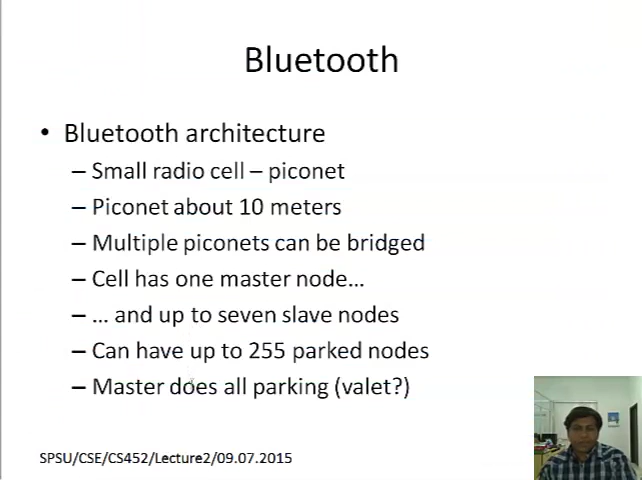 Bluetooth
• Bluetooth architecture
– Small radio cell – piconet
– Piconet about 10 meters
– Multiple piconets can be bridged
– Cell has one master node…
– … and up to seven slave nodes
– Can have up to 255 parked nodes
– Master does all parking (valet?)
SPSU/CSE/CS452/Lecture2/09.07.2015